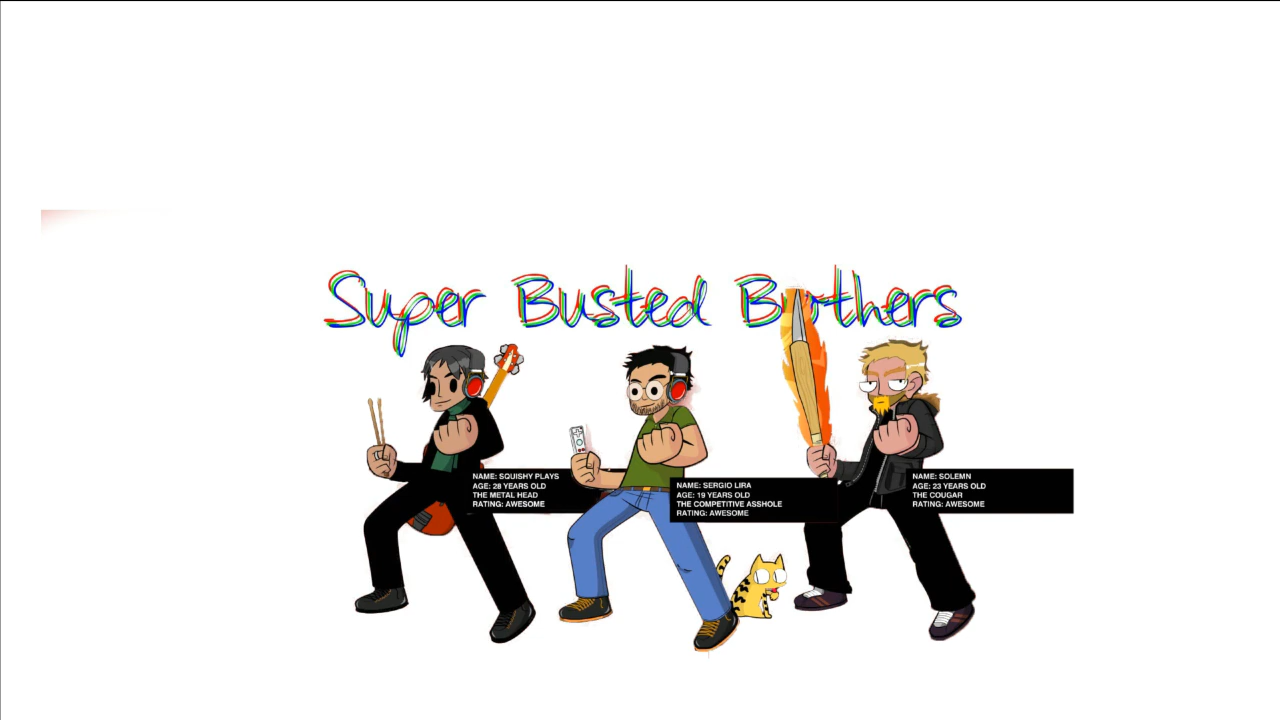 Super Busted Brothers
NAME: SQUISHY PLAYS
AGE: 28 YEARS OLD
THE METAL HEAD
RATING: AWESOME
NAME: SERGIO LIRA
AGE: 19 YEARS OLD
THE COMPETITIVE ASSHOLE
RATING: AWESOME
NAME: SOLEMN
AGE: 23 YEARS OLD
THE COUGAR
RATING: AWESOME